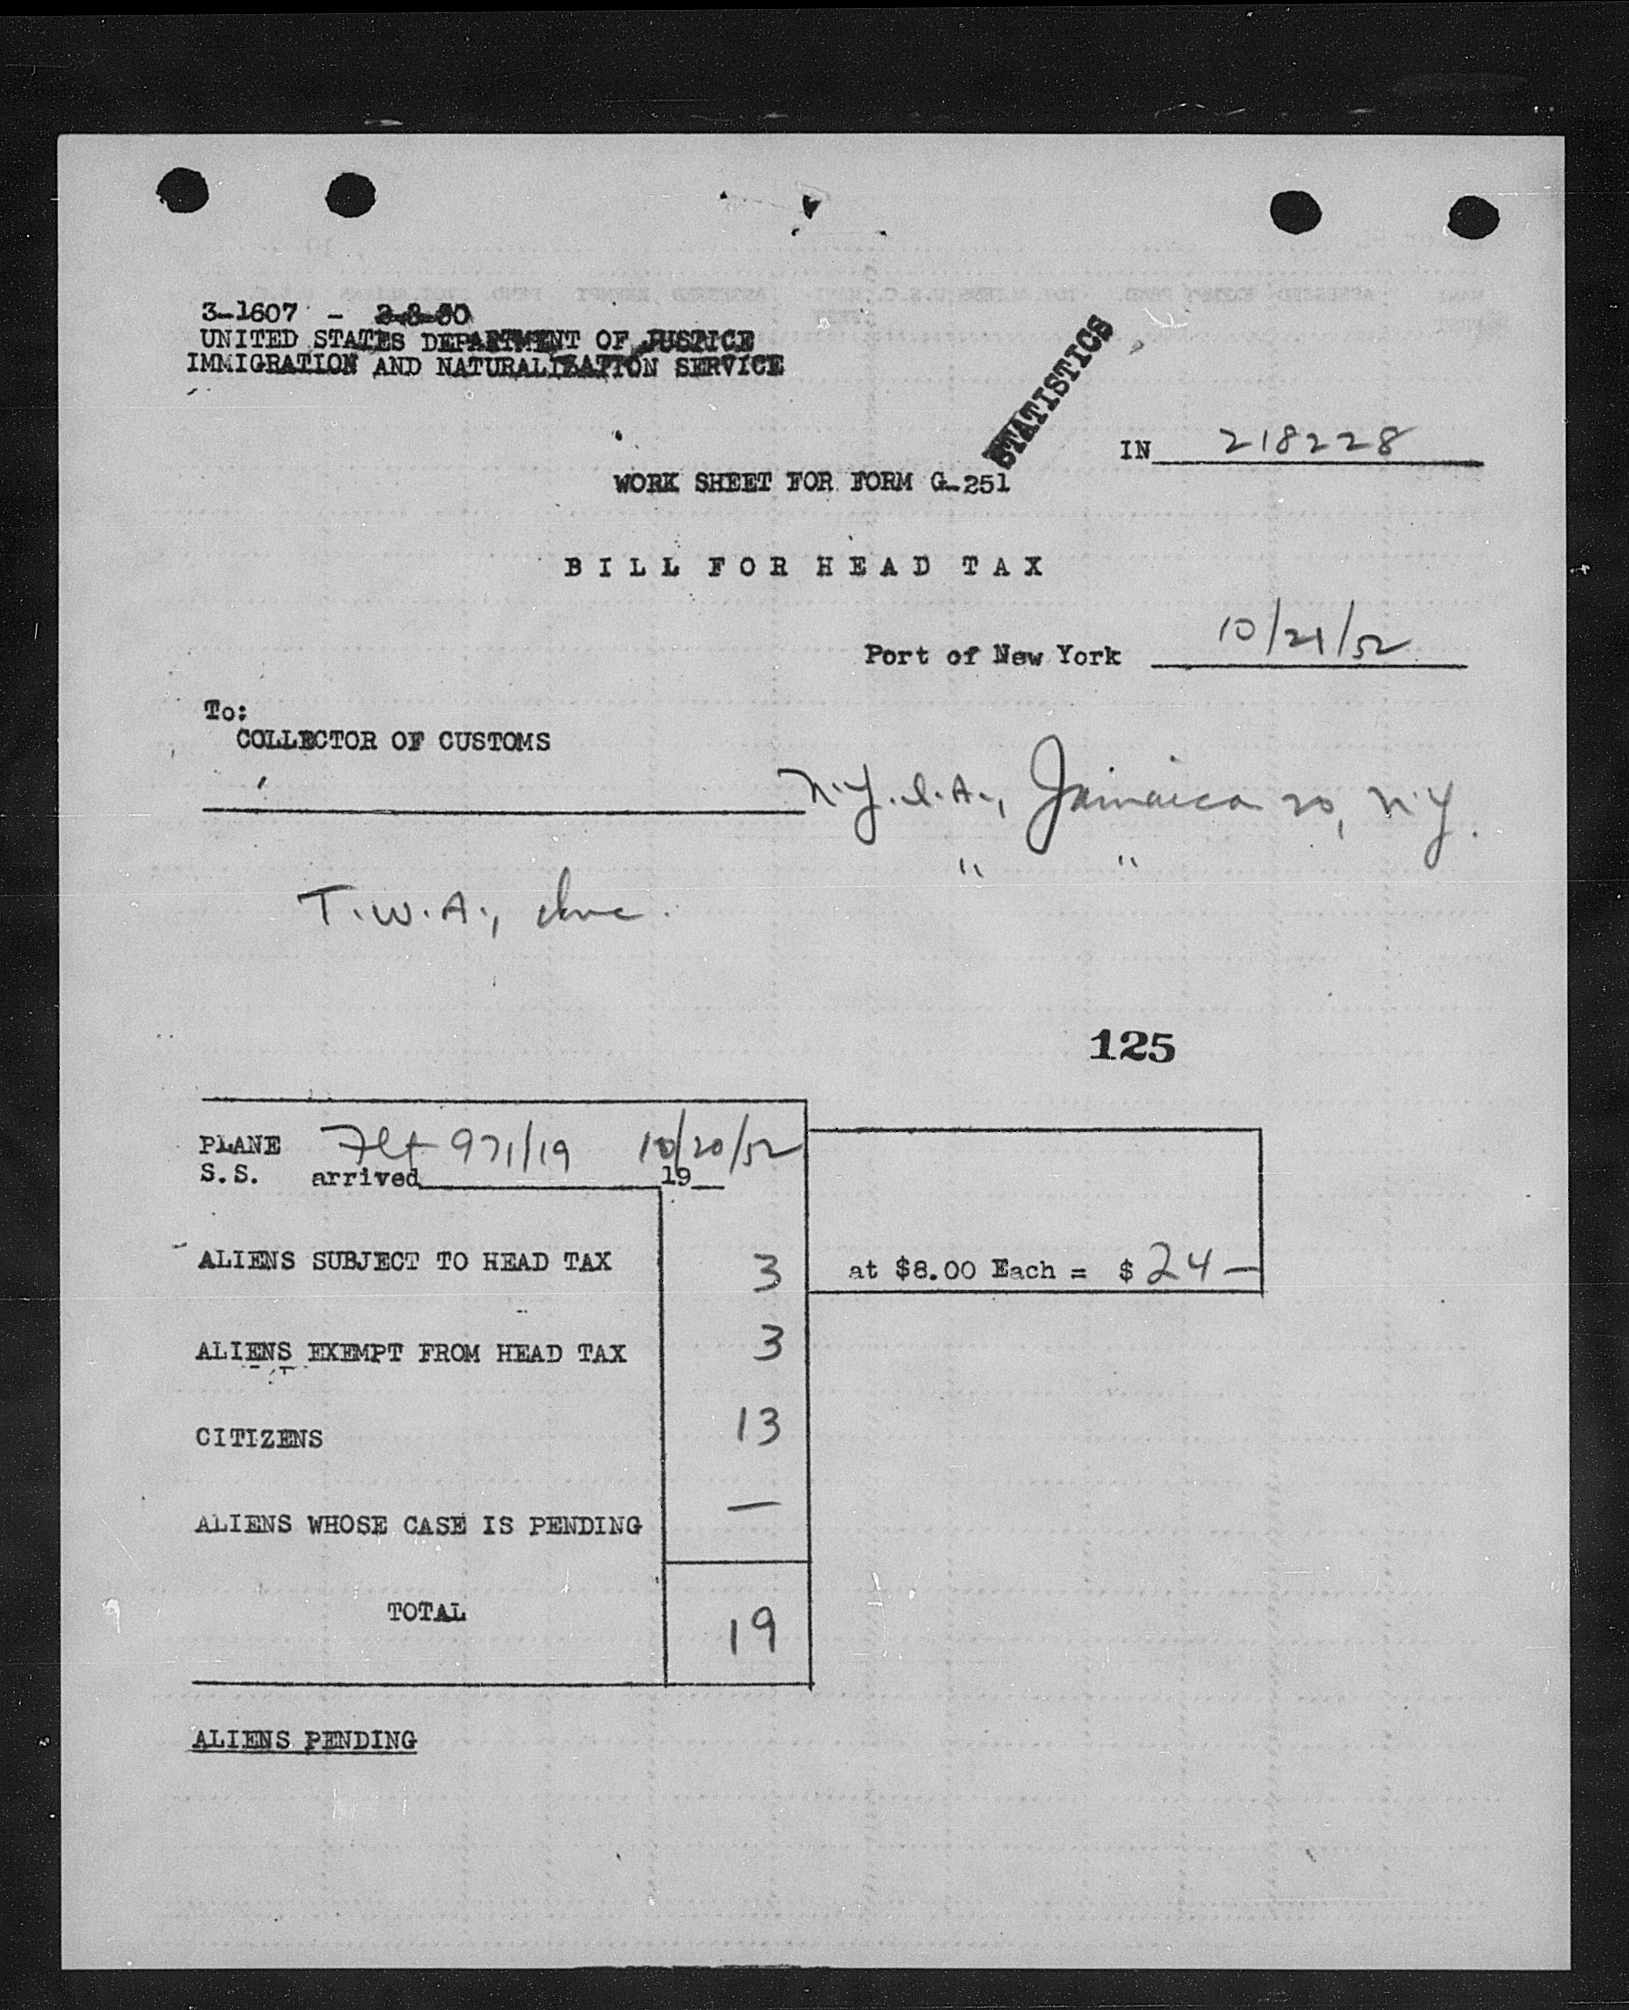 3-1607 - 2-8-50
UNITED STATES DEPARTMENT OF JUSTICE
IMMIGRATION AND NATURALIZATION SERVICE
STATISTICS
IN 218228
WORK SHEET FOR FORM G-251
BILL FOR HEAD TAX
Port of New York 10/21/52
To:
COLLECTOR OF CUSTOMS
N.Y.I.A., Jamaica 20, N.Y.
" "
T.W.A., Inc.
125
PLANE Flt 971/19 10/20/52
S.S. arrived 19
ALIENS SUBJECT TO HEAD TAX 3 at $8.00 Each = $ 24 —
ALIENS EXEMPT FROM HEAD TAX 3
CITIZENS 13
ALIENS WHOSE CASE IS PENDING —
TOTAL 19
ALIENS PENDING